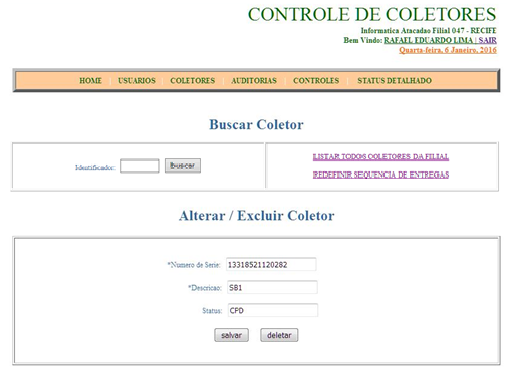 CONTROLE DE COLETORES
Informatica Atacadao Filial 047 - RECIFE
Bem Vindo: RAFAEL EDUARDO LIMA | SAIR
Quarta-feira, 6 Janeiro, 2016
HOME USUARIOS COLETORES AUDITORIAS CONTROLES STATUS DETALHADO
Buscar Coletor
Identificador: buscar
LISTAR TODOS COLETORES DA FILIAL
REDEFINIR SEQUENCIA DE ENTREGAS
Alterar / Excluir Coletor
*Numero de Serie: 13318521120282
*Descricao: SB1
Status: CPD
salvar deletar